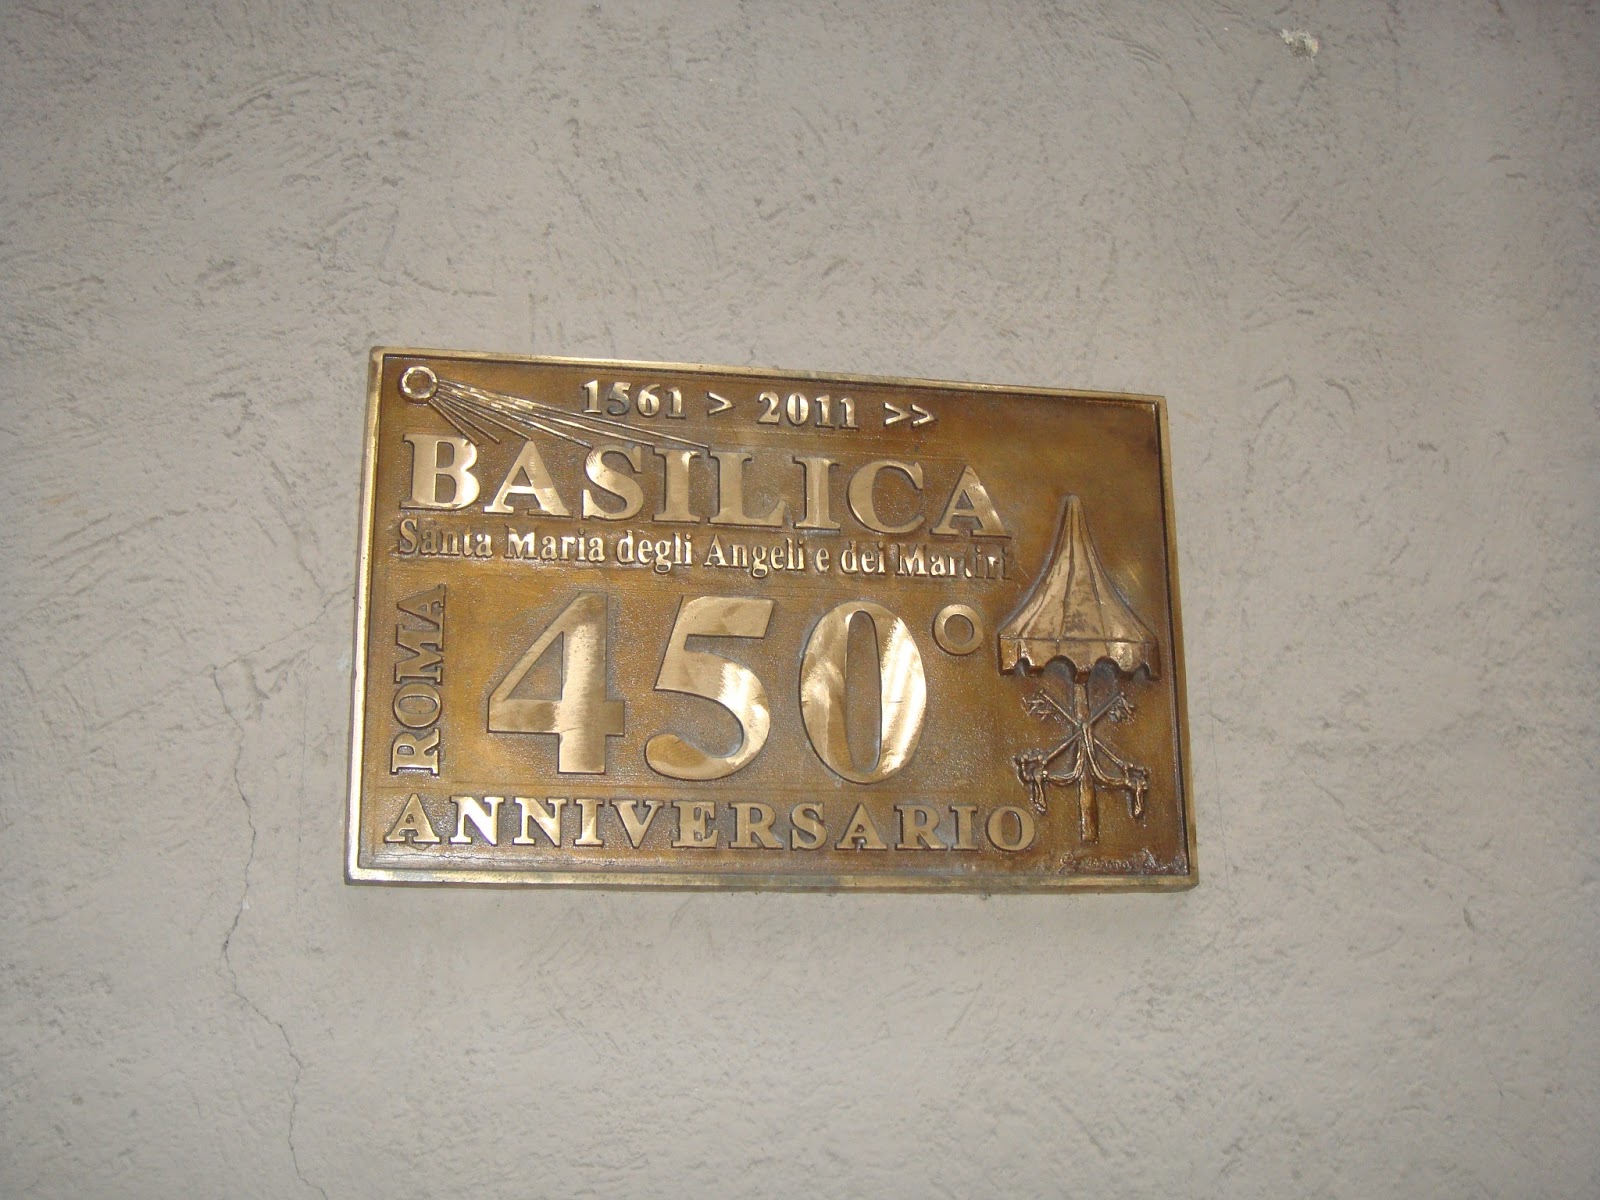 1561 > 2011 >>
BASILICA
Santa Maria degli Angeli e dei Martiri
ROMA
450°
ANNIVERSARIO